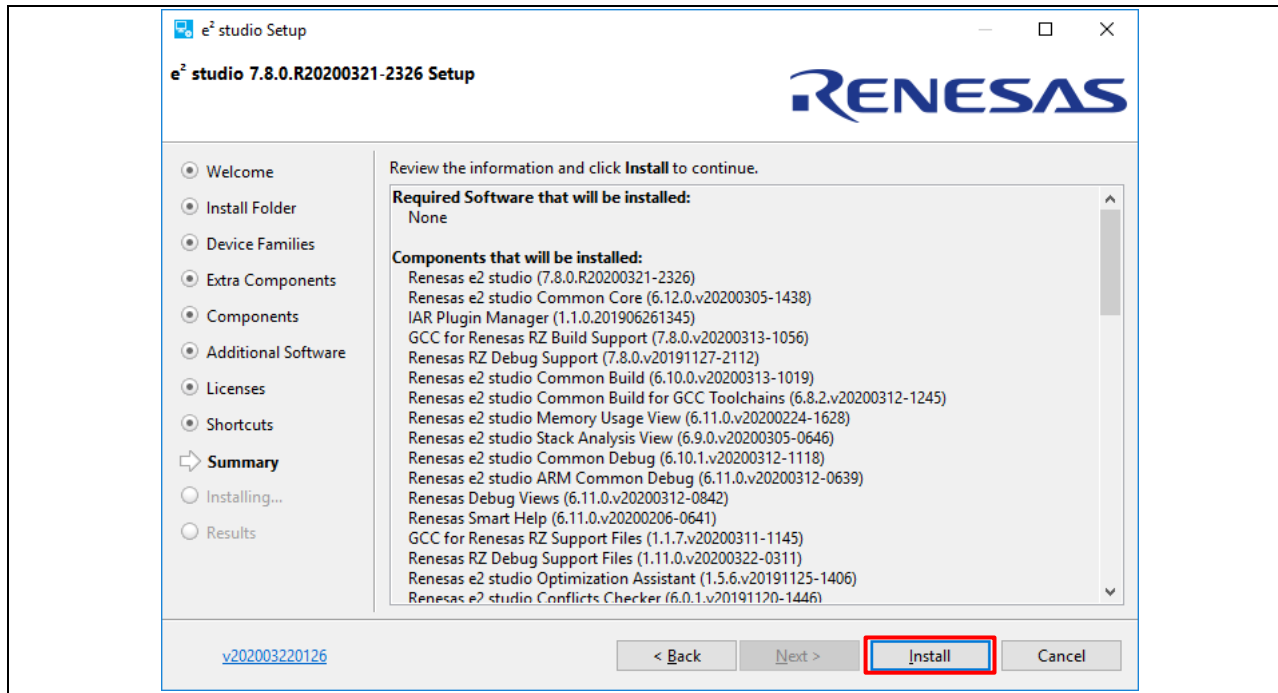 e² studio Setup
e² studio 7.8.0.R20200321-2326 Setup
RENESAS
Welcome
Install Folder
Device Families
Extra Components
Components
Additional Software
Licenses
Shortcuts
Summary
Installing...
Results
Review the information and click Install to continue.
Required Software that will be installed:
None
Components that will be installed:
Renesas e2 studio (7.8.0.R20200321-2326)
Renesas e2 studio Common Core (6.12.0.v20200305-1438)
IAR Plugin Manager (1.1.0.201906261345)
GCC for Renesas RZ Build Support (7.8.0.v20200313-1056)
Renesas RZ Debug Support (7.8.0.v20191127-2112)
Renesas e2 studio Common Build (6.10.0.v20200313-1019)
Renesas e2 studio Common Build for GCC Toolchains (6.8.2.v20200312-1245)
Renesas e2 studio Memory Usage View (6.11.0.v20200224-1628)
Renesas e2 studio Stack Analysis View (6.9.0.v20200305-0646)
Renesas e2 studio Common Debug (6.10.1.v20200312-1118)
Renesas e2 studio ARM Common Debug (6.11.0.v20200312-0639)
Renesas Debug Views (6.11.0.v20200312-0842)
Renesas Smart Help (6.11.0.v20200206-0641)
GCC for Renesas RZ Support Files (1.1.7.v20200311-1145)
Renesas RZ Debug Support Files (1.11.0.v20200322-0311)
Renesas e2 studio Optimization Assistant (1.5.6.v20191125-1406)
Renesas e2 studio Conflicts Checker (6.0.1.v20191120-1446)
v202003220126
< Back
Next >
Install
Cancel